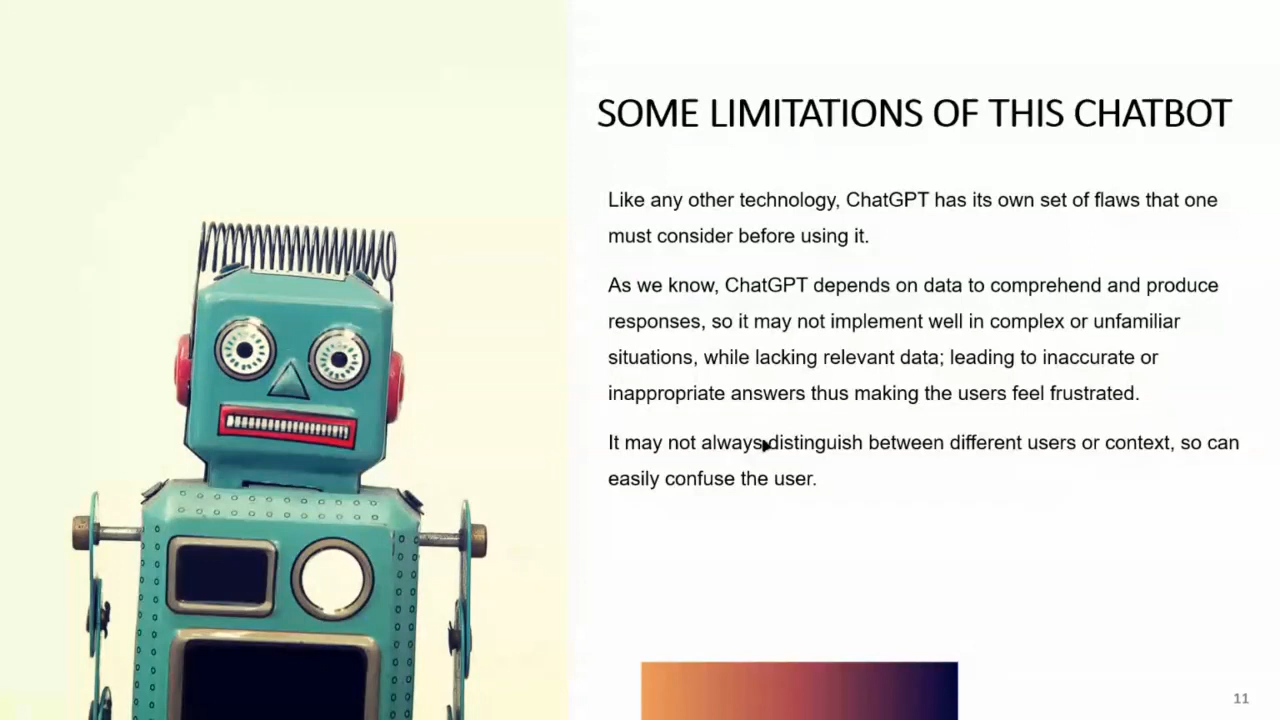 SOME LIMITATIONS OF THIS CHATBOT
Like any other technology, ChatGPT has its own set of flaws that one
must consider before using it.
As we know, ChatGPT depends on data to comprehend and produce
responses, so it may not implement well in complex or unfamiliar
situations, while lacking relevant data; leading to inaccurate or
inappropriate answers thus making the users feel frustrated.
It may not always distinguish between different users or context, so can
easily confuse the user.
11